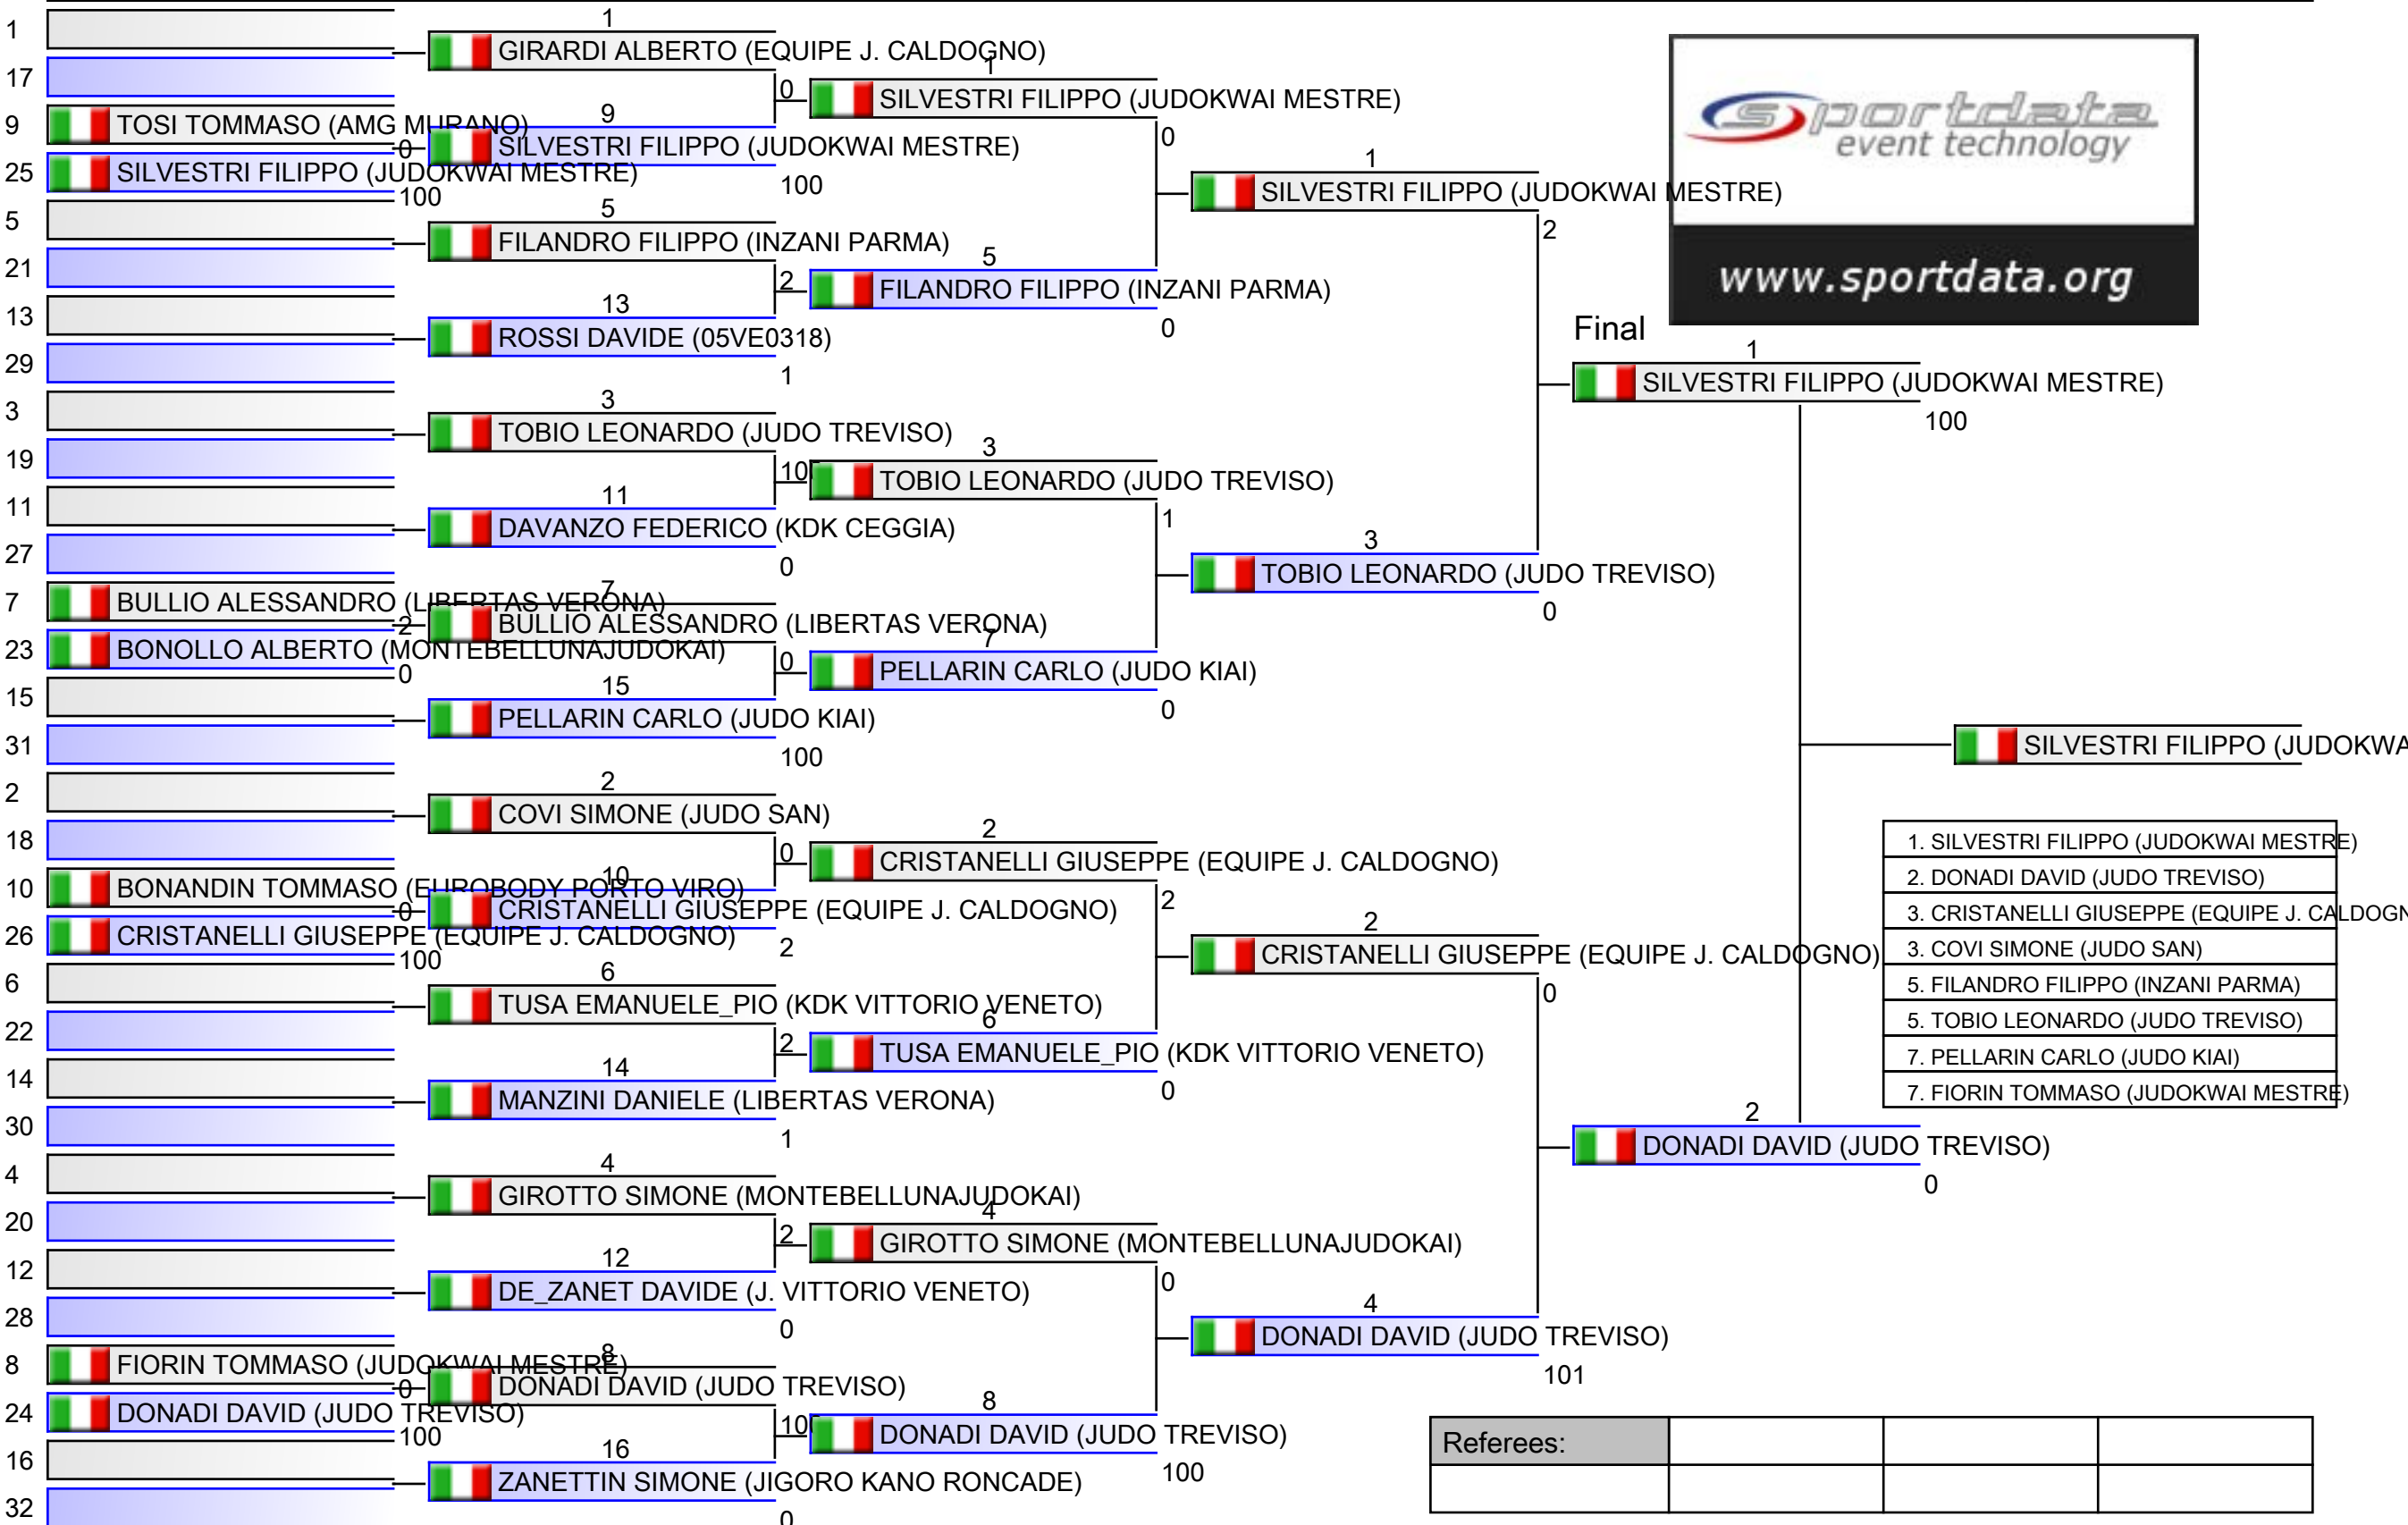 1
17
9 TOSI TOMMASO (AMG MURANO)
0
25 SILVESTRI FILIPPO (JUDOKWAI MESTRE)
100
5
21
13
29
3
19
11
27
7 BULLIO ALESSANDRO (LIBERTAS VERONA)
2
23 BONOLLO ALBERTO (MONTEBELLUNAJUDOKAI)
0
15
31
2
18
10 BONANDIN TOMMASO (EUROBODY PORTO VIRO)
0
26 CRISTANELLI GIUSEPPE (EQUIPE J. CALDOGNO)
100
6
22
14
30
4
20
12
28
8 FIORIN TOMMASO (JUDOKWAI MESTRE)
0
24 DONADI DAVID (JUDO TREVISO)
100
16
32
1
GIRARDI ALBERTO (EQUIPE J. CALDOGNO)
0
9
SILVESTRI FILIPPO (JUDOKWAI MESTRE)
100
5
FILANDRO FILIPPO (INZANI PARMA)
2
13
ROSSI DAVIDE (05VE0318)
1
3
TOBIO LEONARDO (JUDO TREVISO)
10
11
DAVANZO FEDERICO (KDK CEGGIA)
0
7
BULLIO ALESSANDRO (LIBERTAS VERONA)
0
15
PELLARIN CARLO (JUDO KIAI)
100
2
COVI SIMONE (JUDO SAN)
0
10
CRISTANELLI GIUSEPPE (EQUIPE J. CALDOGNO)
2
6
TUSA EMANUELE_PIO (KDK VITTORIO VENETO)
2
14
MANZINI DANIELE (LIBERTAS VERONA)
1
4
GIROTTO SIMONE (MONTEBELLUNAJUDOKAI)
2
12
DE_ZANET DAVIDE (J. VITTORIO VENETO)
0
8
DONADI DAVID (JUDO TREVISO)
10
16
ZANETTIN SIMONE (JIGORO KANO RONCADE)
0
1
SILVESTRI FILIPPO (JUDOKWAI MESTRE)
0
5
FILANDRO FILIPPO (INZANI PARMA)
0
3
TOBIO LEONARDO (JUDO TREVISO)
1
7
PELLARIN CARLO (JUDO KIAI)
0
2
CRISTANELLI GIUSEPPE (EQUIPE J. CALDOGNO)
2
6
TUSA EMANUELE_PIO (KDK VITTORIO VENETO)
0
4
GIROTTO SIMONE (MONTEBELLUNAJUDOKAI)
0
8
DONADI DAVID (JUDO TREVISO)
100
1
SILVESTRI FILIPPO (JUDOKWAI MESTRE)
2
3
TOBIO LEONARDO (JUDO TREVISO)
0
2
CRISTANELLI GIUSEPPE (EQUIPE J. CALDOGNO)
0
4
DONADI DAVID (JUDO TREVISO)
101
sportdata
event technology
www.sportdata.org
Final
1
SILVESTRI FILIPPO (JUDOKWAI MESTRE)
100
2
DONADI DAVID (JUDO TREVISO)
0
SILVESTRI FILIPPO (JUDOKWA
1. SILVESTRI FILIPPO (JUDOKWAI MESTRE)
2. DONADI DAVID (JUDO TREVISO)
3. CRISTANELLI GIUSEPPE (EQUIPE J. CALDOGN
3. COVI SIMONE (JUDO SAN)
5. FILANDRO FILIPPO (INZANI PARMA)
5. TOBIO LEONARDO (JUDO TREVISO)
7. PELLARIN CARLO (JUDO KIAI)
7. FIORIN TOMMASO (JUDOKWAI MESTRE)
Referees: